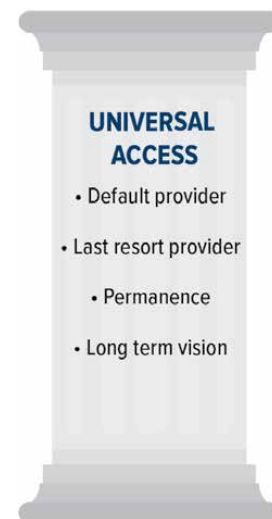 UNIVERSAL
ACCESS
• Default provider
• Last resort provider
• Permanence
• Long term vision